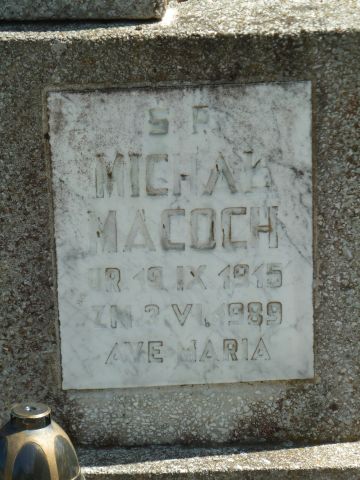 Ś P.
MICHAŁ
MACOCH
UR 19 IX 1915
ZM 2 VI. 1989
AVE MARIA